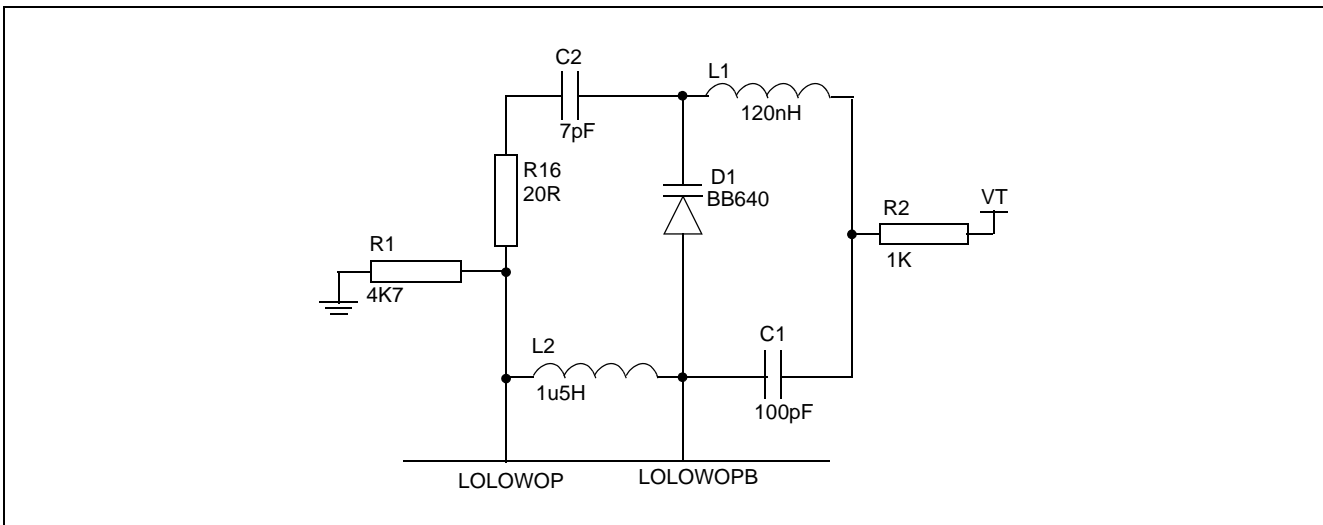 C2
7pF
L1
120nH
R16
20R
D1
BB640
VT
R2
1K
R1
4K7
L2
1u5H
C1
100pF
LOLOWOP
LOLOWOPB